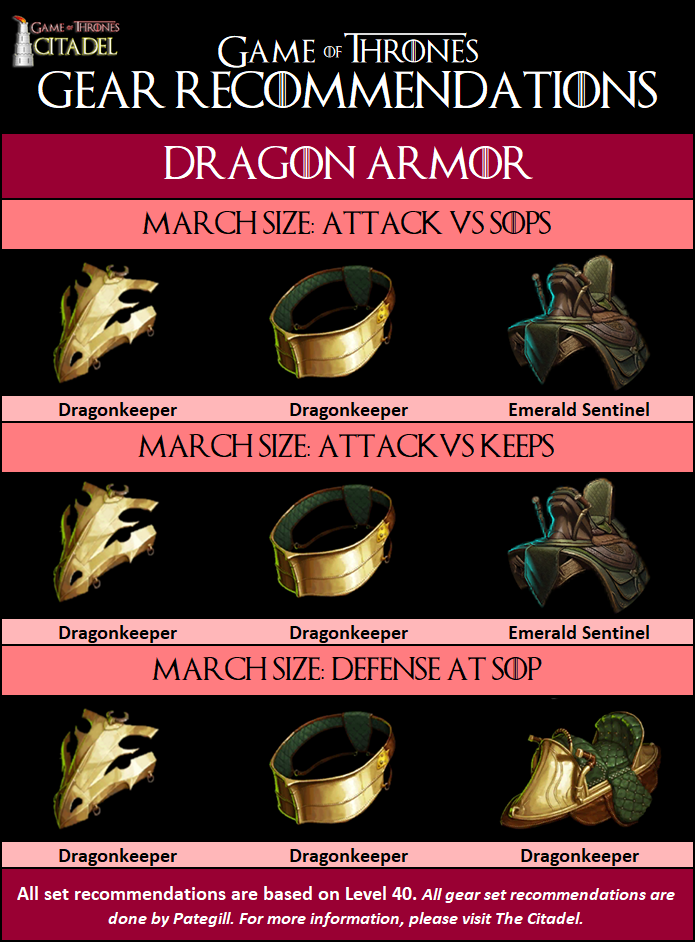 GAME OF THRONES
CITADEL
GAME OF THRONES
GEAR RECOMMENDATIONS
DRAGON ARMOR
MARCH SIZE: ATTACK VS SOPS
Dragonkeeper Dragonkeeper Emerald Sentinel
MARCH SIZE: ATTACK VS KEEPS
Dragonkeeper Dragonkeeper Emerald Sentinel
MARCH SIZE: DEFENSE AT SOP
Dragonkeeper Dragonkeeper Dragonkeeper
All set recommendations are based on Level 40. All gear set recommendations are
done by Pategill. For more information, please visit The Citadel.